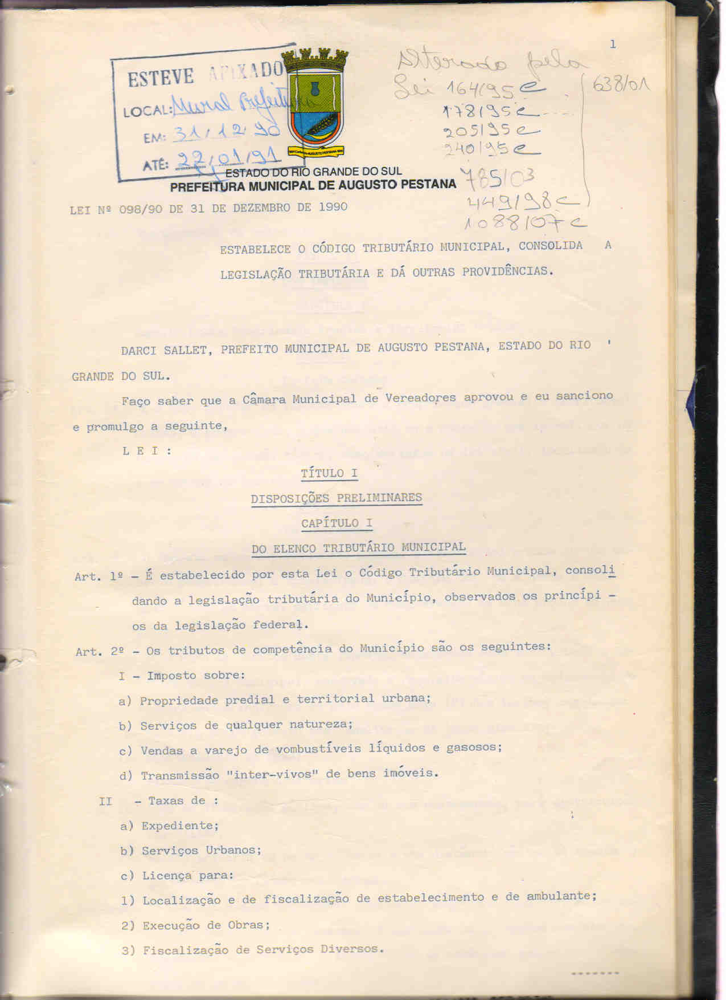 1
ESTEVE AFIXADO
LOCAL: Mural Prefeitura
EM: 31/12/90
ATÉ: 22/01/91
Alterado pela
Lei 164/95 e
638/01
178/95 e
205/95 e
240/95 e
785/03
449/98 e
1088/07 e
ESTADO DO RIO GRANDE DO SUL
PREFEITURA MUNICIPAL DE AUGUSTO PESTANA
LEI Nº 098/90 DE 31 DE DEZEMBRO DE 1990
ESTABELECE O CÓDIGO TRIBUTÁRIO MUNICIPAL, CONSOLIDA A
LEGISLAÇÃO TRIBUTÁRIA E DÁ OUTRAS PROVIDÊNCIAS.
DARCI SALLET, PREFEITO MUNICIPAL DE AUGUSTO PESTANA, ESTADO DO RIO '
GRANDE DO SUL.
Faço saber que a Câmara Municipal de Vereadores aprovou e eu sanciono
e promulgo a seguinte,
L E I :
TÍTULO I
DISPOSIÇÕES PRELIMINARES
CAPÍTULO I
DO ELENCO TRIBUTÁRIO MUNICIPAL
Art. 1º - É estabelecido por esta Lei o Código Tributário Municipal, consoli
dando a legislação tributária do Município, observados os princípi -
os da legislação federal.
Art. 2º - Os tributos de competência do Município são os seguintes:
I - Imposto sobre:
a) Propriedade predial e territorial urbana;
b) Serviços de qualquer natureza;
c) Vendas a varejo de vombustíveis líquidos e gasosos;
d) Transmissão "inter-vivos" de bens imóveis.
II - Taxas de :
a) Expediente;
b) Serviços Urbanos;
c) Licença para:
1) Localização e de fiscalização de estabelecimento e de ambulante;
2) Execução de Obras;
3) Fiscalização de Serviços Diversos.
-------